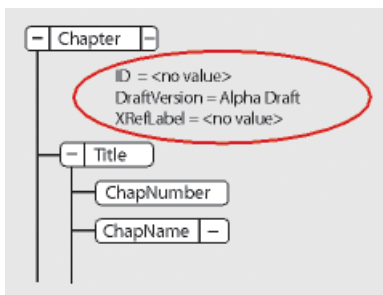 − Chapter −
ID = <no value>
DraftVersion = Alpha Draft
XRefLabel = <no value>
− Title
ChapNumber
ChapName −